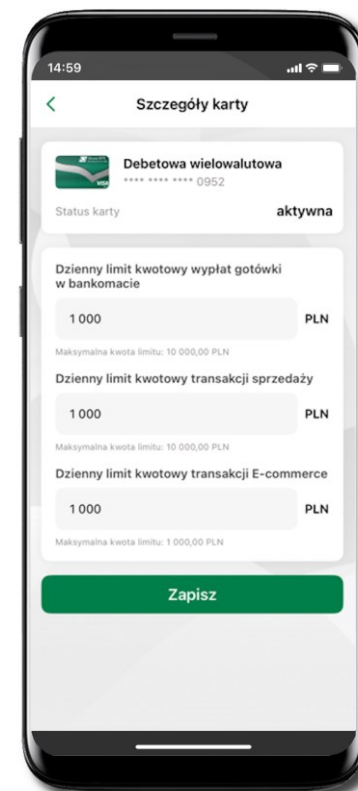 14:59
Szczegóły karty
Debetowa wielowalutowa
**** **** **** 0952
VISA
Status karty aktywna
Dzienny limit kwotowy wypłat gotówki
w bankomacie
1 000 PLN
Maksymalna kwota limitu: 10 000,00 PLN
Dzienny limit kwotowy transakcji sprzedaży
1 000 PLN
Maksymalna kwota limitu: 10 000,00 PLN
Dzienny limit kwotowy transakcji E-commerce
1 000 PLN
Maksymalna kwota limitu: 1 000,00 PLN
Zapisz